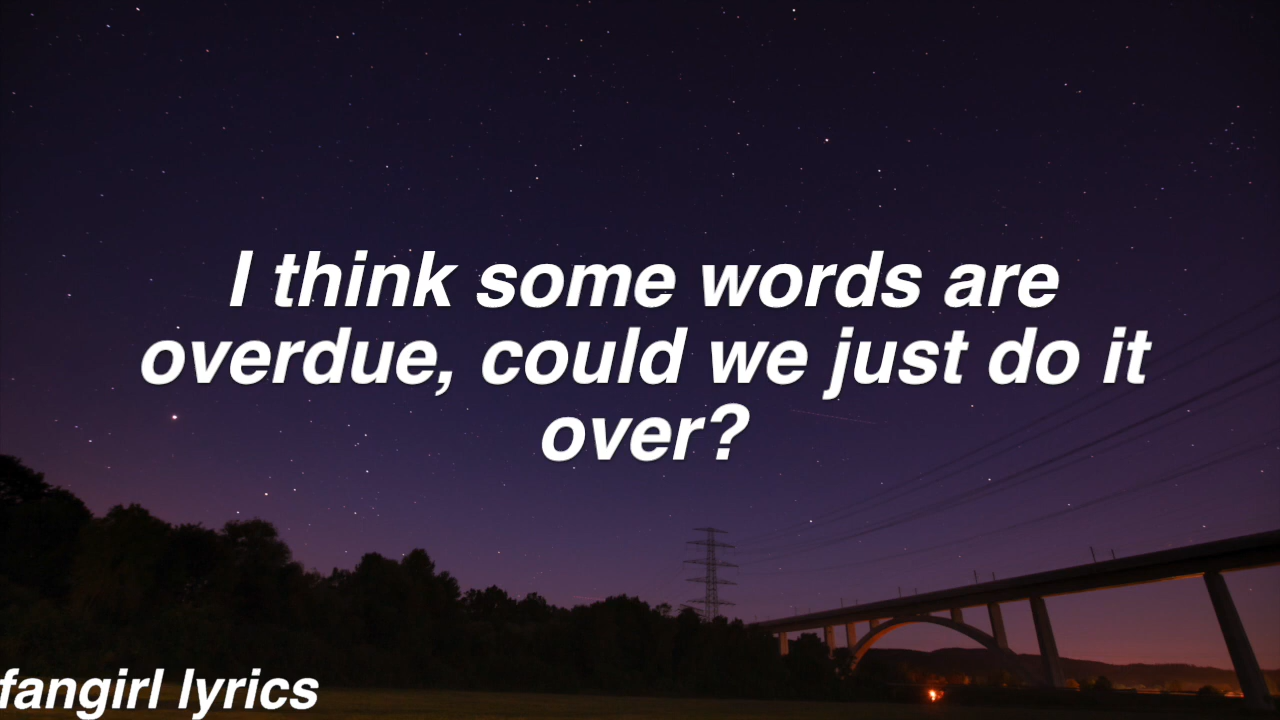 I think some words are
overdue, could we just do it
over?
fangirl lyrics